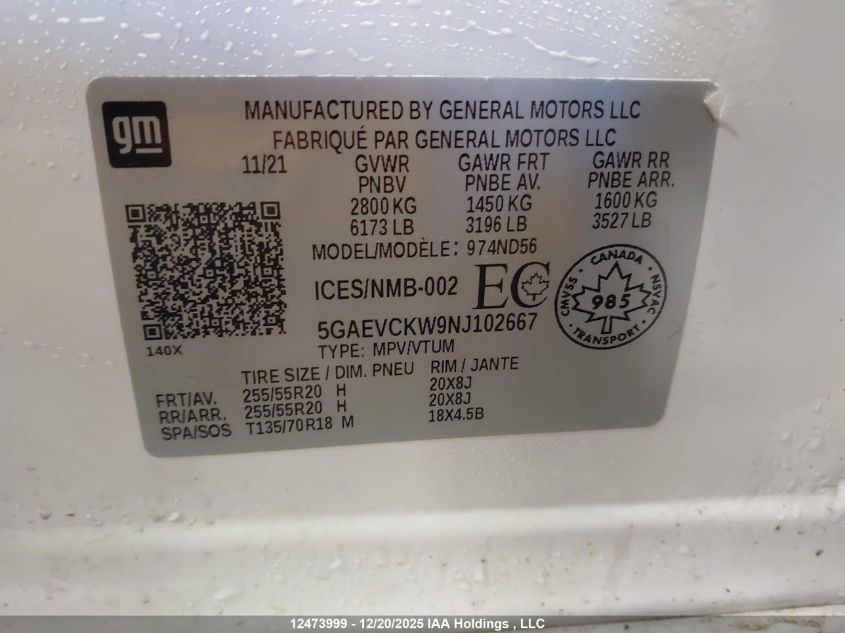 gm
MANUFACTURED BY GENERAL MOTORS LLC
FABRIQUÉ PAR GENERAL MOTORS LLC
11/21 GVWR GAWR FRT GAWR RR
PNBV PNBE AV. PNBE ARR.
2800 KG 1450 KG 1600 KG
6173 LB 3196 LB 3527 LB
MODEL/MODÈLE: 974ND56
ICES/NMB-002 EC
CANADA
CMVSS 985 NSVAC
TRANSPORT
5GAEVCKW9NJ102667
140X
TYPE: MPV/VTUM
TIRE SIZE / DIM. PNEU RIM / JANTE
FRT/AV. 255/55R20 H 20X8J
RR/ARR. 255/55R20 H 20X8J
SPA/SOS T135/70R18 M 18X4.5B
12473999 - 12/20/2025 IAA Holdings , LLC